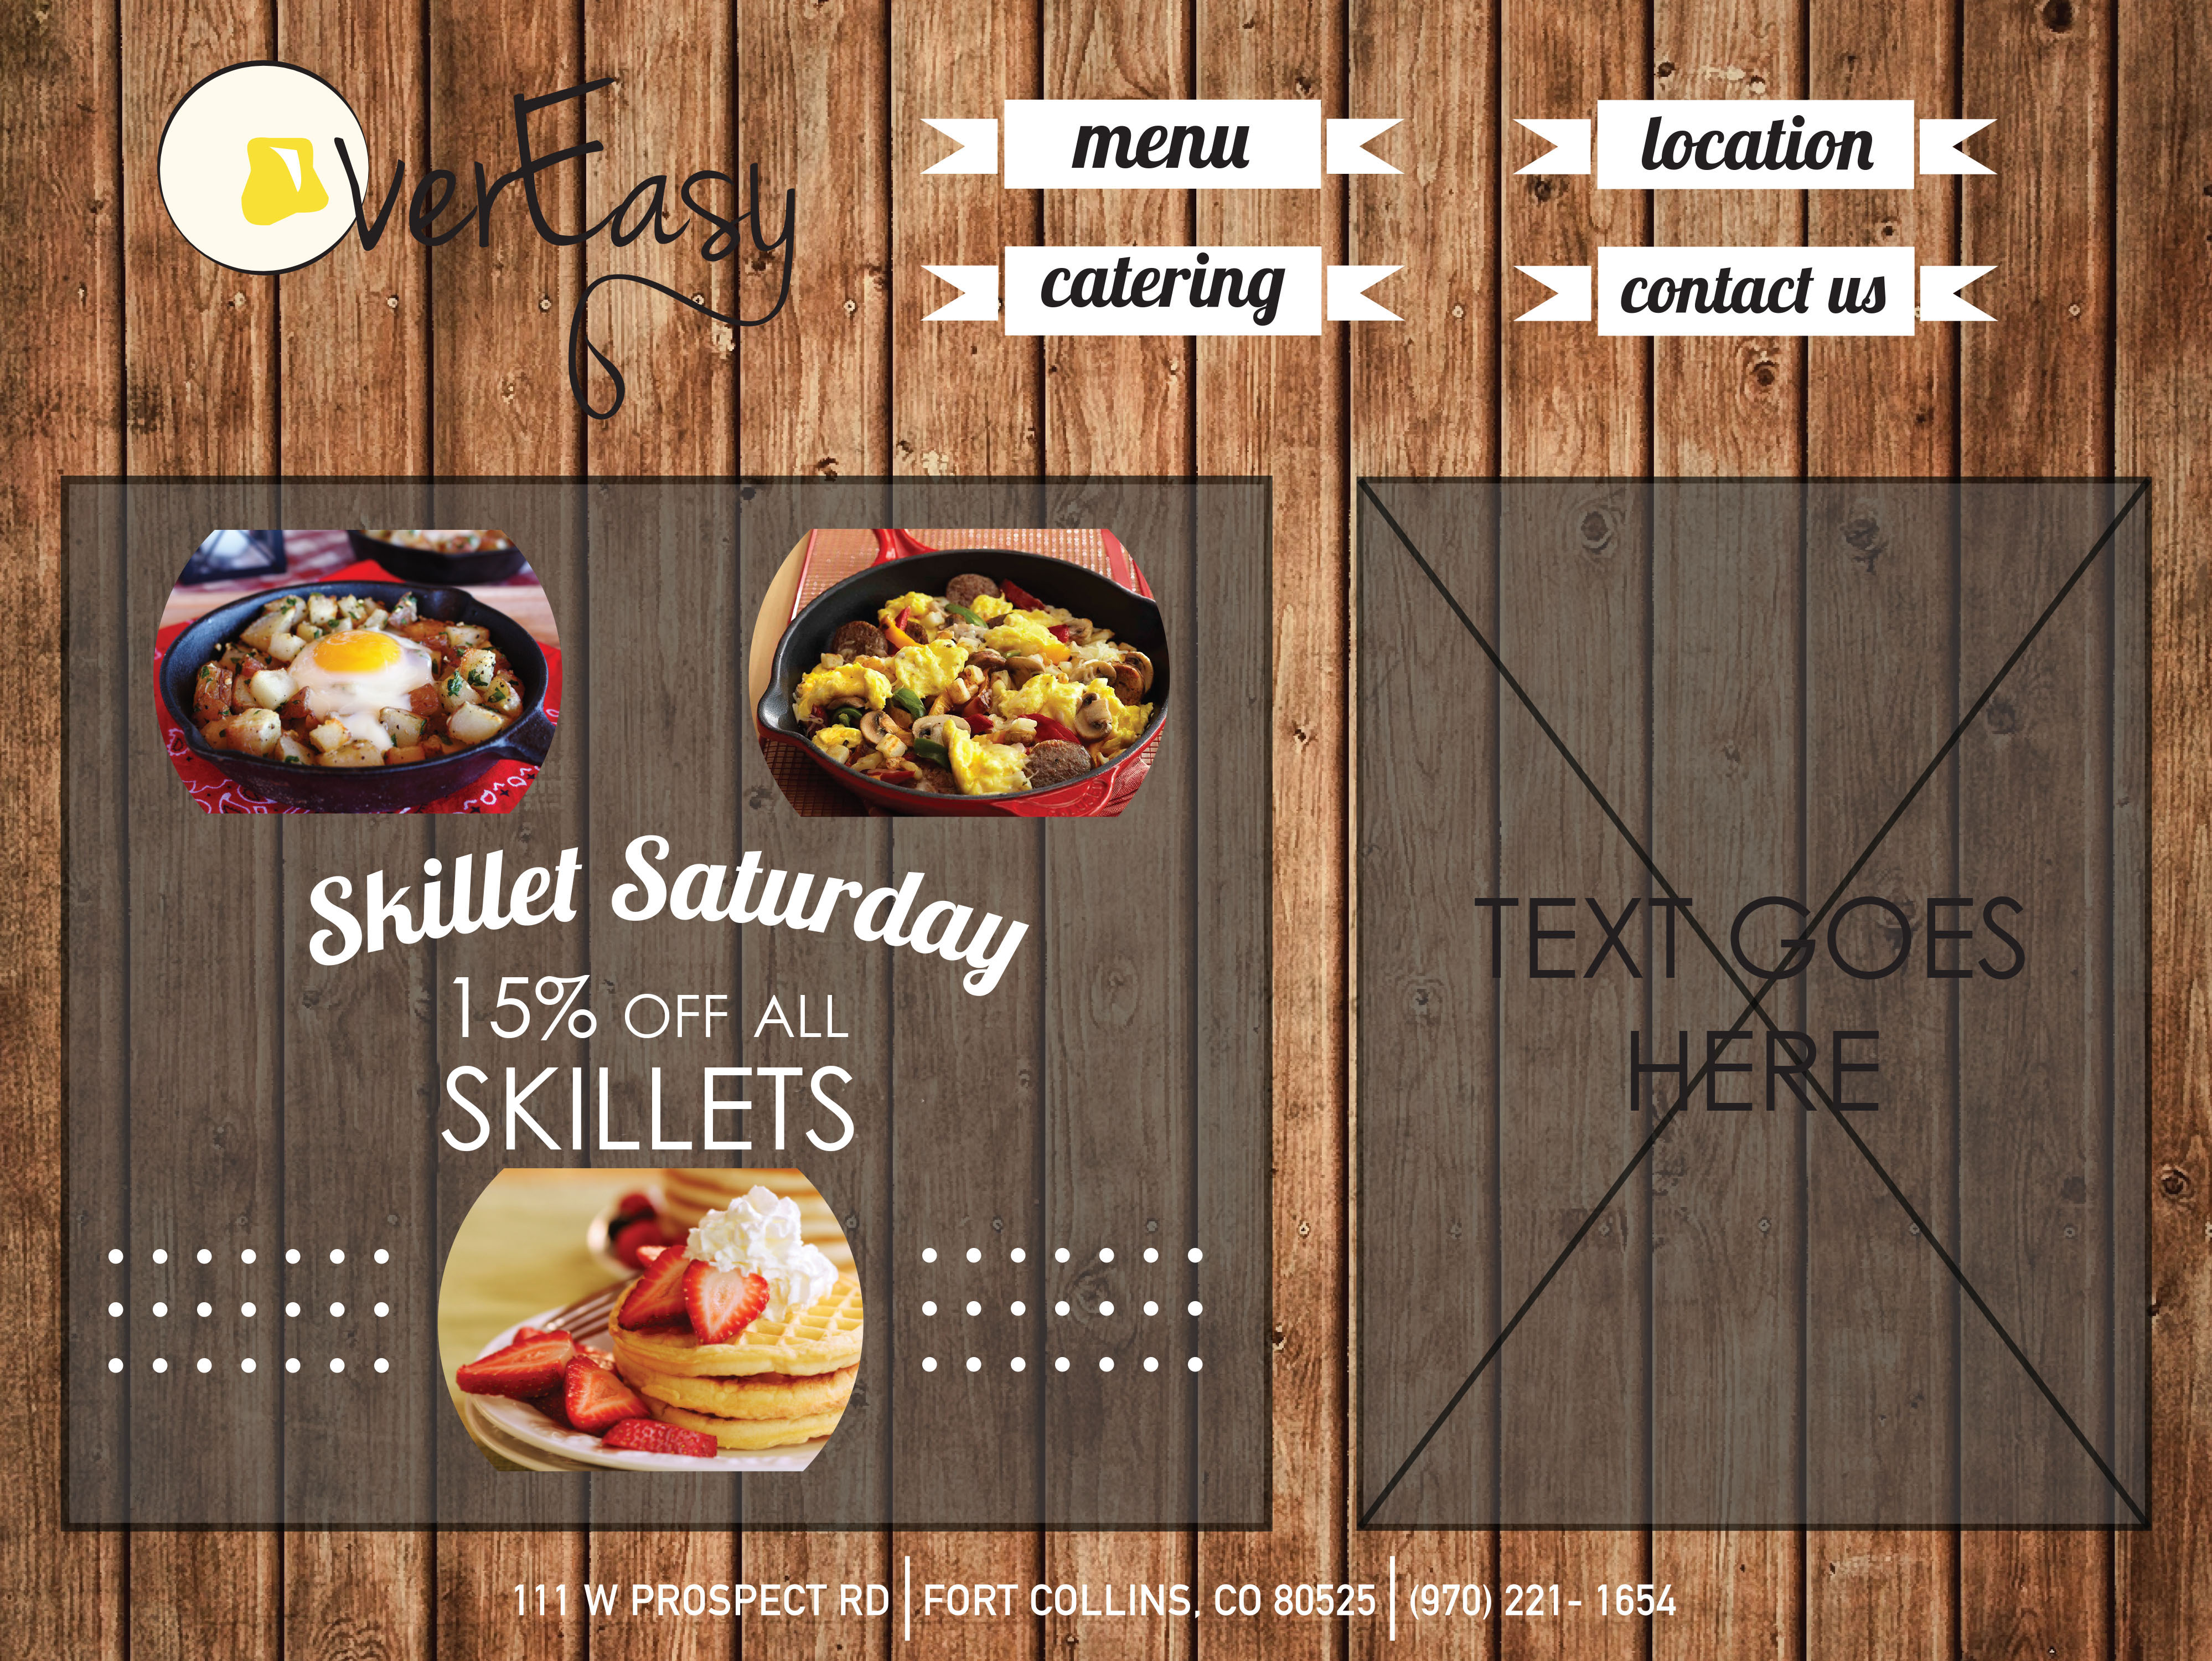 OverEasy
menu
location
catering
contact us
Skillet Saturday
15% OFF ALL
SKILLETS
TEXT GOES
HERE
111 W PROSPECT RD | FORT COLLINS, CO 80525 | (970) 221- 1654